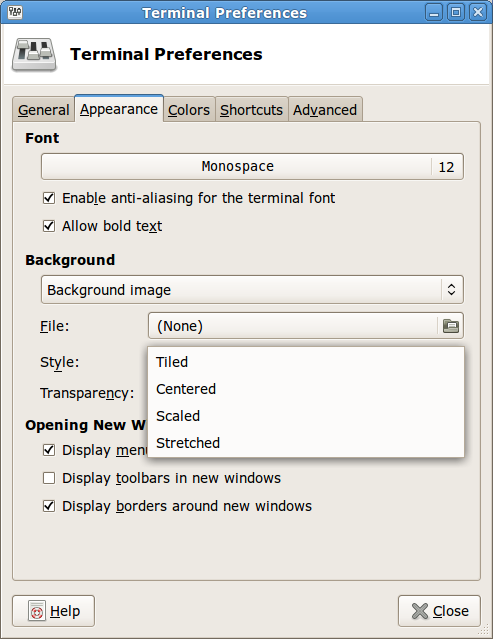 Terminal Preferences
Terminal Preferences
General Appearance Colors Shortcuts Advanced
Font
Monospace 12
Enable anti-aliasing for the terminal font
Allow bold text
Background
Background image
File: (None)
Style:
Tiled
Centered
Transparency:
Scaled
Opening New W
Stretched
Display menu
Display toolbars in new windows
Display borders around new windows
Help Close